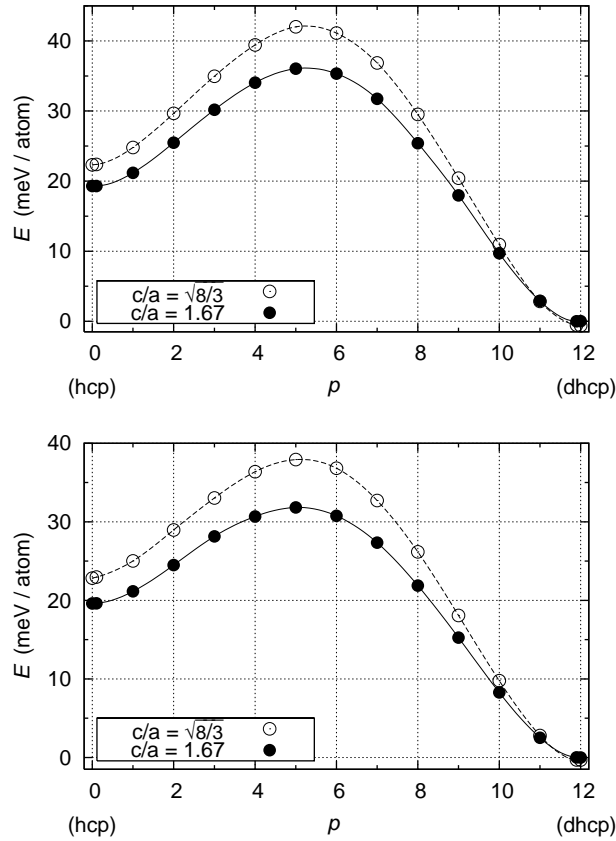 40
30
20
10
0
E (meV / atom)
c/a = √8/3
c/a = 1.67
0 2 4 6 8 10 12
(hcp) p (dhcp)
40
30
20
10
0
E (meV / atom)
c/a = √8/3
c/a = 1.67
0 2 4 6 8 10 12
(hcp) p (dhcp)